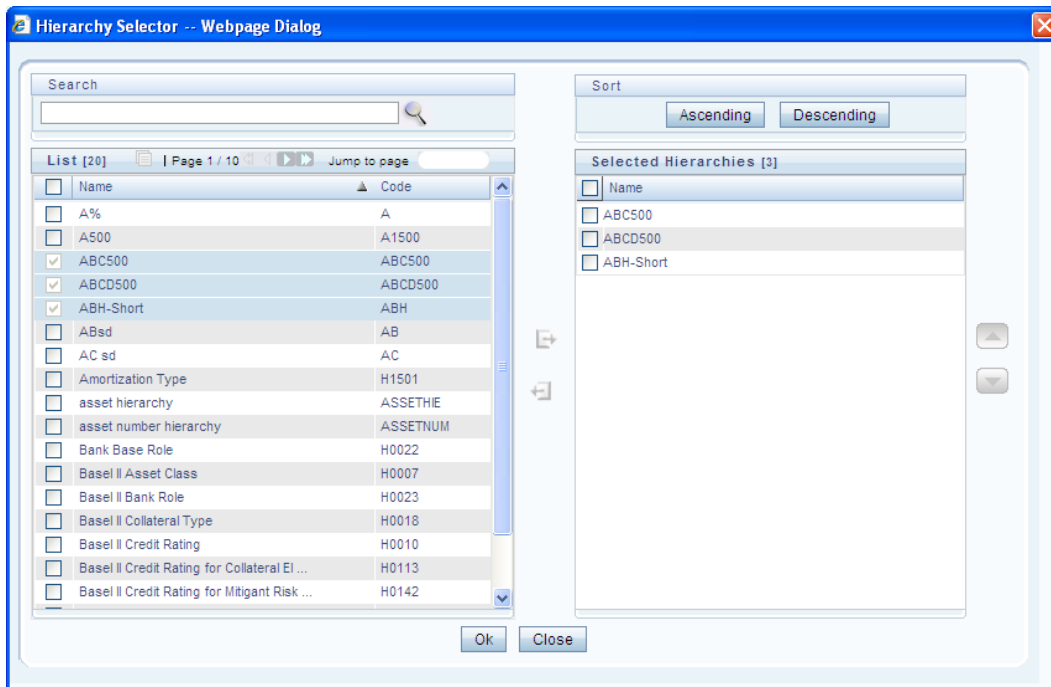 Hierarchy Selector -- Webpage Dialog
Search
Sort
Ascending Descending
List [20] | Page 1 / 10 Jump to page
Selected Hierarchies [3]
Name Code
Name
A% A
A500 A1500
ABC500 ABC500
ABCD500 ABCD500
ABH-Short ABH
ABsd AB
AC sd AC
Amortization Type H1501
asset hierarchy ASSETHIE
asset number hierarchy ASSETNUM
Bank Base Role H0022
Basel II Asset Class H0007
Basel II Bank Role H0023
Basel II Collateral Type H0018
Basel II Credit Rating H0010
Basel II Credit Rating for Collateral El ... H0113
Basel II Credit Rating for Mitigant Risk ... H0142
ABC500
ABCD500
ABH-Short
Ok Close